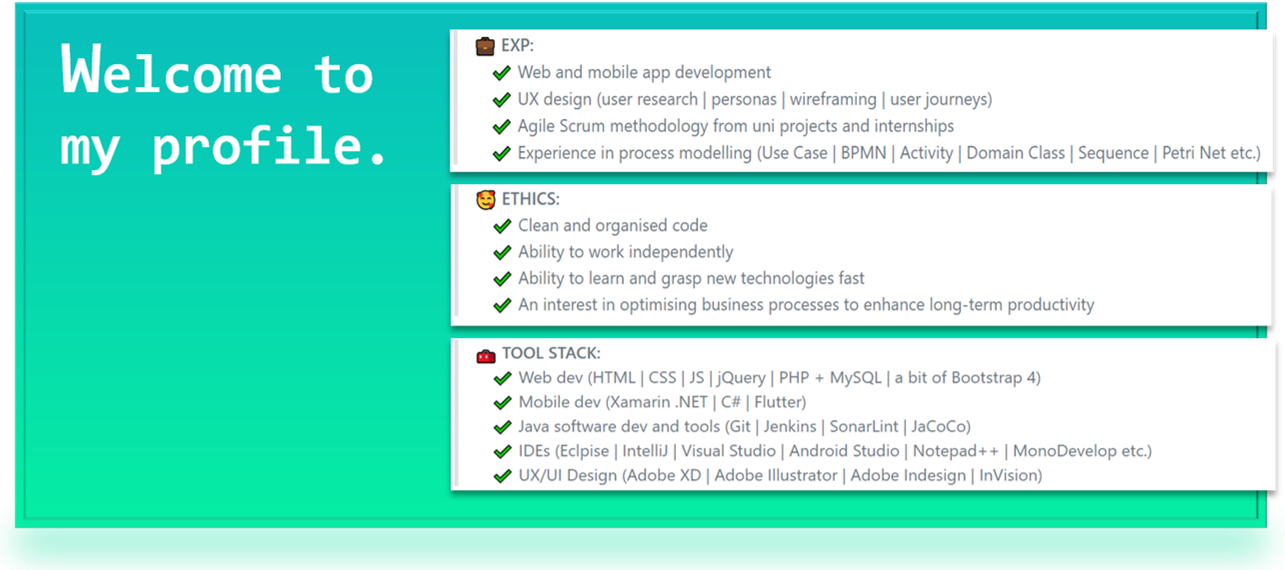 Welcome to
my profile.
EXP:
Web and mobile app development
UX design (user research | personas | wireframing | user journeys)
Agile Scrum methodology from uni projects and internships
Experience in process modelling (Use Case | BPMN | Activity | Domain Class | Sequence | Petri Net etc.)
ETHICS:
Clean and organised code
Ability to work independently
Ability to learn and grasp new technologies fast
An interest in optimising business processes to enhance long-term productivity
TOOL STACK:
Web dev (HTML | CSS | JS | jQuery | PHP + MySQL | a bit of Bootstrap 4)
Mobile dev (Xamarin .NET | C# | Flutter)
Java software dev and tools (Git | Jenkins | SonarLint | JaCoCo)
IDEs (Eclpise | IntelliJ | Visual Studio | Android Studio | Notepad++ | MonoDevelop etc.)
UX/UI Design (Adobe XD | Adobe Illustrator | Adobe Indesign | InVision)